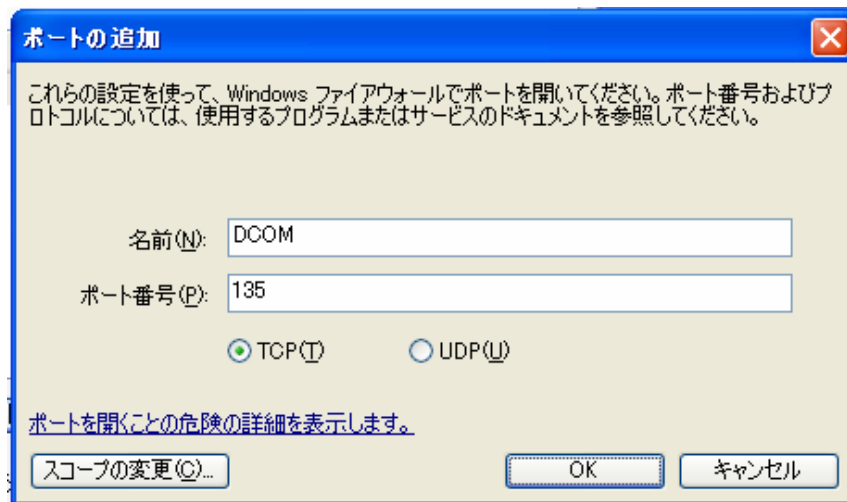 ポートの追加
これらの設定を使って、Windows ファイアウォールでポートを開いてください。ポート番号およびプ
ロトコルについては、使用するプログラムまたはサービスのドキュメントを参照してください。
名前(N): DCOM
ポート番号(P): 135
TCP(T) UDP(U)
ポートを開くことの危険の詳細を表示します。
スコープの変更(C)... OK キャンセル